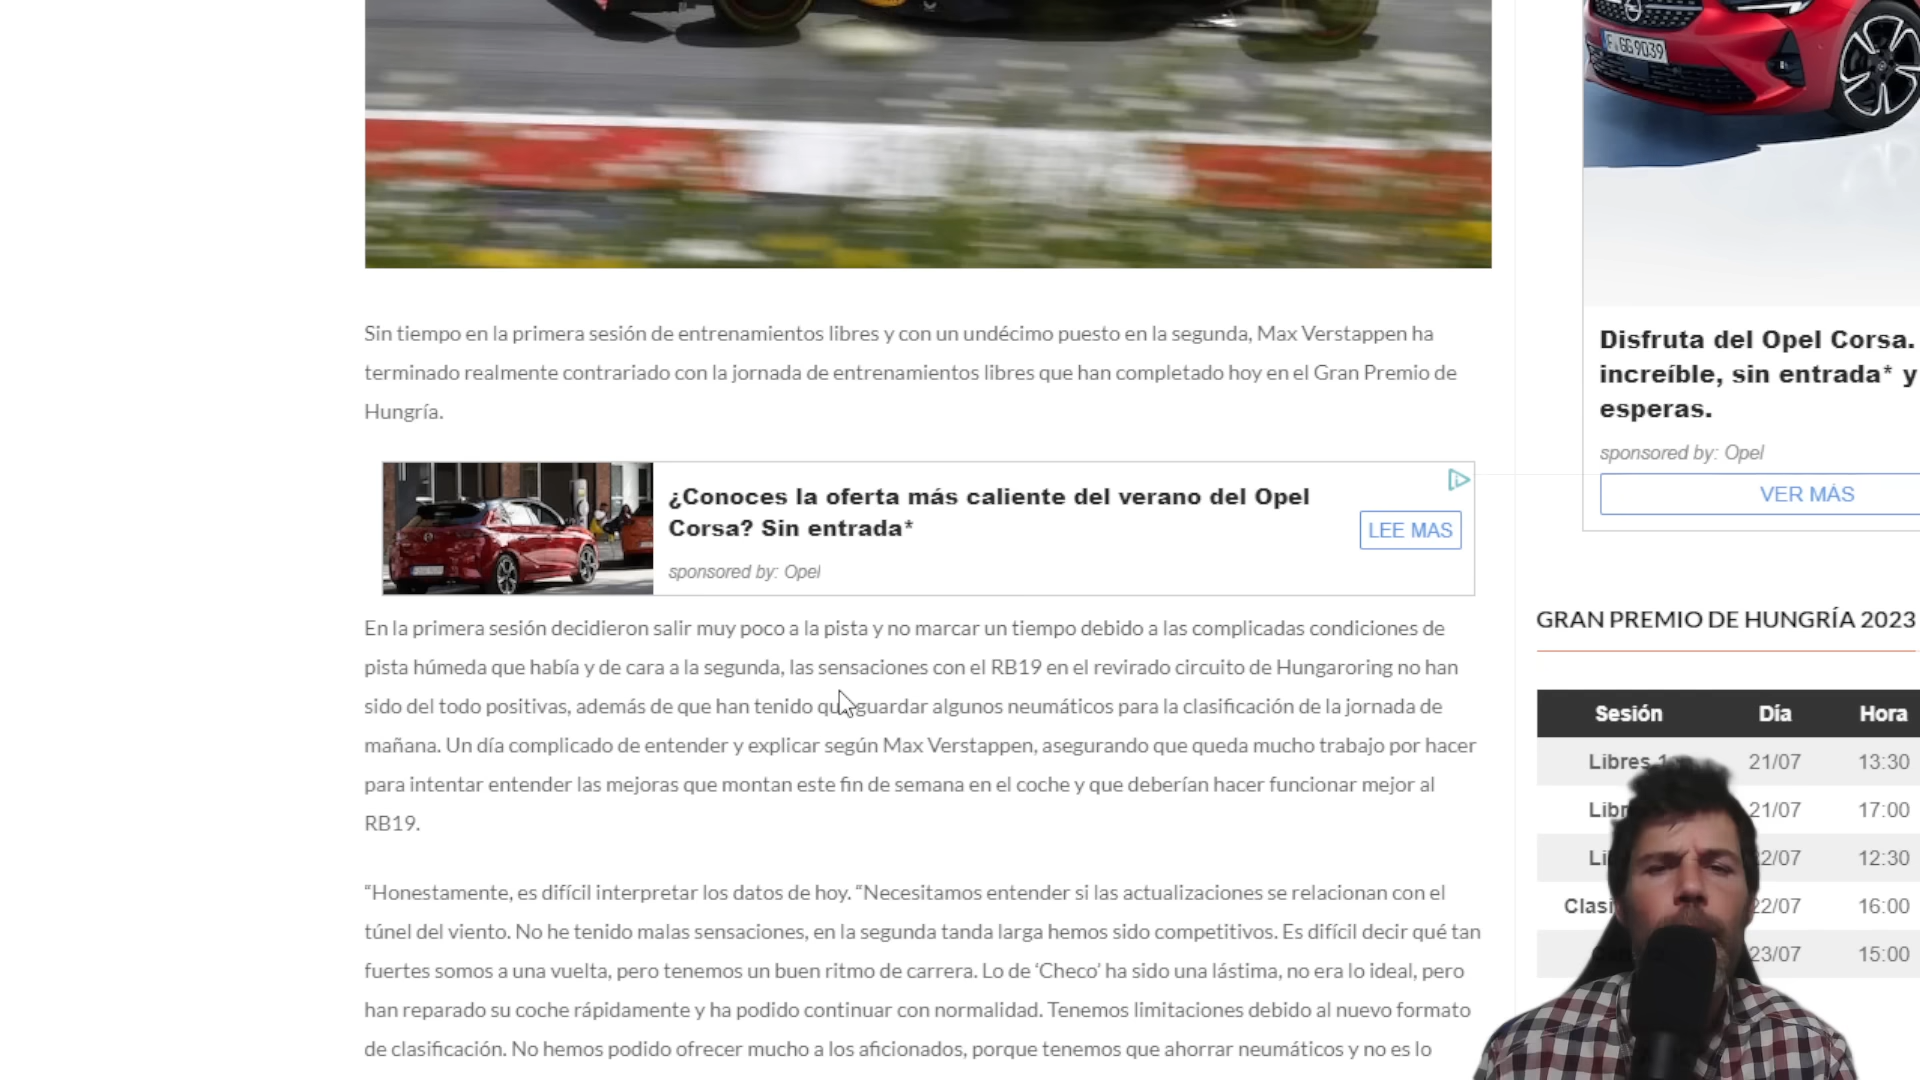 F GG 9039
Sin tiempo en la primera sesión de entrenamientos libres y con un undécimo puesto en la segunda, Max Verstappen ha
terminado realmente contrariado con la jornada de entrenamientos libres que han completado hoy en el Gran Premio de
Hungría.
¿Conoces la oferta más caliente del verano del Opel
Corsa? Sin entrada*
sponsored by: Opel
LEE MAS
En la primera sesión decidieron salir muy poco a la pista y no marcar un tiempo debido a las complicadas condiciones de
pista húmeda que había y de cara a la segunda, las sensaciones con el RB19 en el revirado circuito de Hungaroring no han
sido del todo positivas, además de que han tenido que guardar algunos neumáticos para la clasificación de la jornada de
mañana. Un día complicado de entender y explicar según Max Verstappen, asegurando que queda mucho trabajo por hacer
para intentar entender las mejoras que montan este fin de semana en el coche y que deberían hacer funcionar mejor al
RB19.
“Honestamente, es difícil interpretar los datos de hoy. “Necesitamos entender si las actualizaciones se relacionan con el
túnel del viento. No he tenido malas sensaciones, en la segunda tanda larga hemos sido competitivos. Es difícil decir qué tan
fuertes somos a una vuelta, pero tenemos un buen ritmo de carrera. Lo de ‘Checo’ ha sido una lástima, no era lo ideal, pero
han reparado su coche rápidamente y ha podido continuar con normalidad. Tenemos limitaciones debido al nuevo formato
de clasificación. No hemos podido ofrecer mucho a los aficionados, porque tenemos que ahorrar neumáticos y no es lo
Disfruta del Opel Corsa.
increíble, sin entrada* y
esperas.
sponsored by: Opel
VER MÁS
GRAN PREMIO DE HUNGRÍA 2023
Sesión Día Hora
Libres 1 21/07 13:30
Libr 21/07 17:00
Li 22/07 12:30
Clasi 22/07 16:00
23/07 15:00